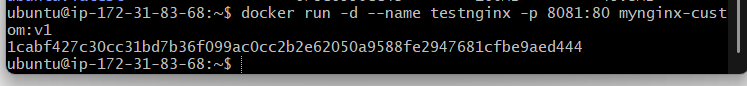 ubuntu@ip-172-31-83-68:~$ docker run -d --name testnginx -p 8081:80 mynginx-cust
om:v1
1cabf427c30cc31bd7b36f099ac0cc2b2e62050a9588fe2947681cfbe9aed444
ubuntu@ip-172-31-83-68:~$